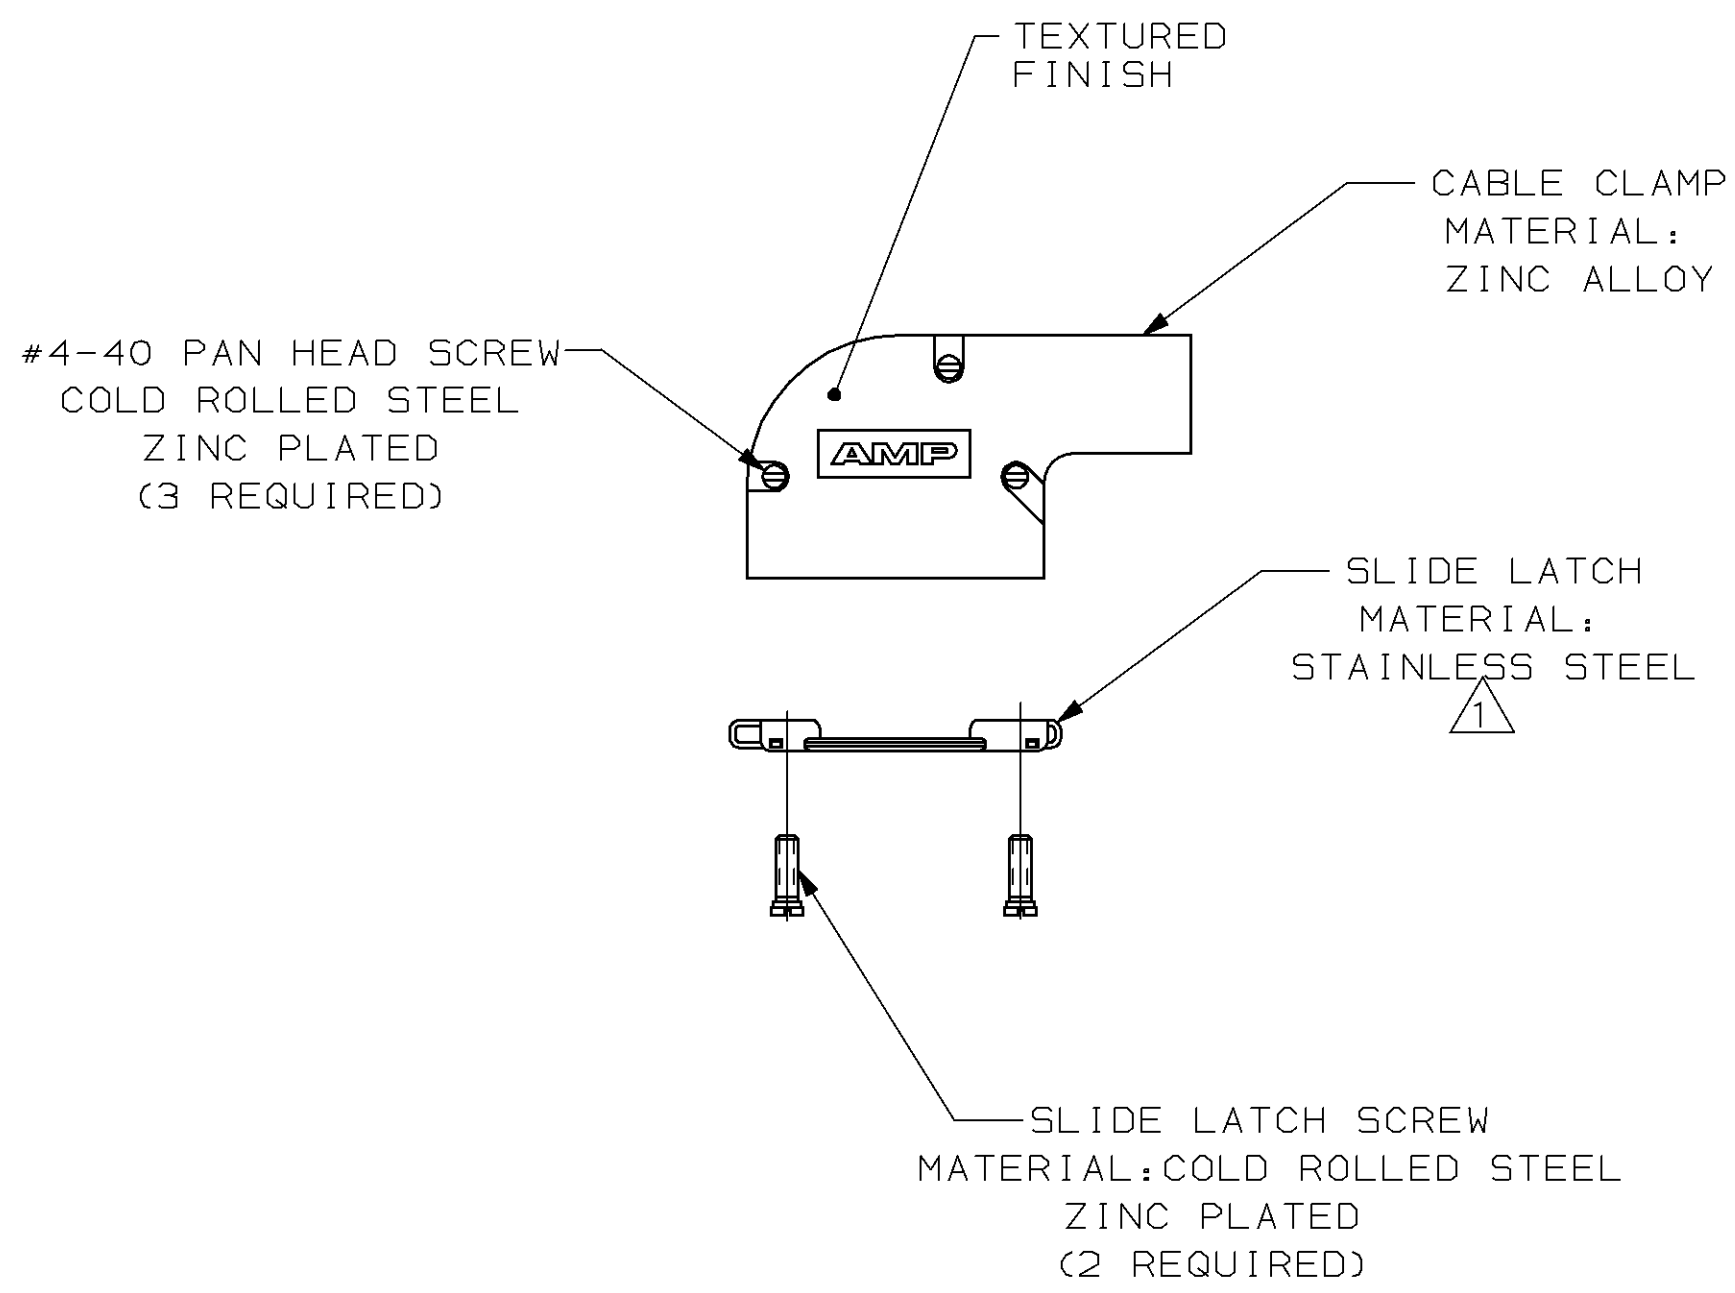 TEXTURED
FINISH
CABLE CLAMP
MATERIAL:
ZINC ALLOY
#4-40 PAN HEAD SCREW
COLD ROLLED STEEL
ZINC PLATED
(3 REQUIRED)
AMP
SLIDE LATCH
MATERIAL:
STAINLESS STEEL
1
SLIDE LATCH SCREW
MATERIAL:COLD ROLLED STEEL
ZINC PLATED
(2 REQUIRED)